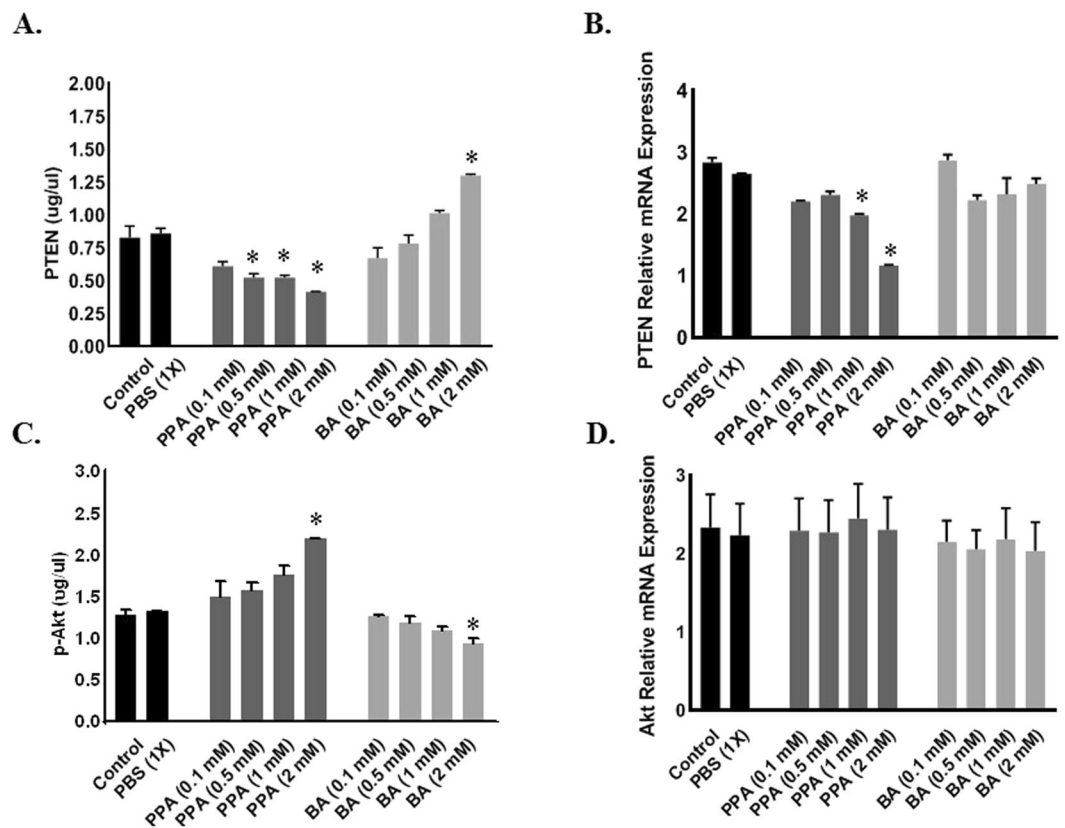 A.
PTEN (ug/ul)
2.00
1.75
1.50
1.25
1.00
0.75
0.50
0.25
0.00
* * * *
Control
PBS (1X)
PPA (0.1 mM)
PPA (0.5 mM)
PPA (1 mM)
PPA (2 mM)
BA (0.1 mM)
BA (0.5 mM)
BA (1 mM)
BA (2 mM)
B.
PTEN Relative mRNA Expression
4
3
2
1
0
* *
Control
PBS (1X)
PPA (0.1 mM)
PPA (0.5 mM)
PPA (1 mM)
PPA (2 mM)
BA (0.1 mM)
BA (0.5 mM)
BA (1 mM)
BA (2 mM)
C.
p-Akt (ug/ul)
3.0
2.5
2.0
1.5
1.0
0.5
0.0
* *
Control
PBS (1X)
PPA (0.1 mM)
PPA (0.5 mM)
PPA (1 mM)
PPA (2 mM)
BA (0.1 mM)
BA (0.5 mM)
BA (1 mM)
BA (2 mM)
D.
Akt Relative mRNA Expression
3
2
1
0
Control
PBS (1X)
PPA (0.1 mM)
PPA (0.5 mM)
PPA (1 mM)
PPA (2 mM)
BA (0.1 mM)
BA (0.5 mM)
BA (1 mM)
BA (2 mM)